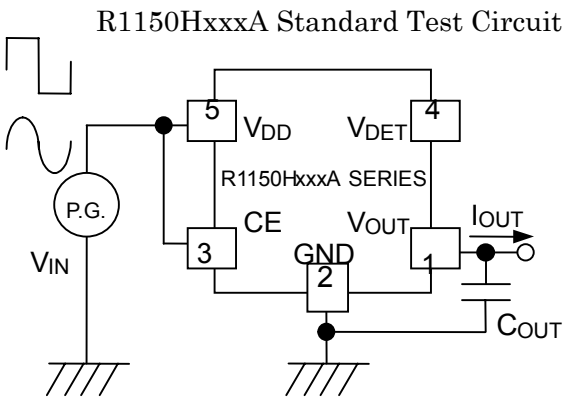 R1150HxxxA Standard Test Circuit
5
VDD
VDET
4
R1150HxxxA SERIES
P.G.
CE
3
VOUT
1
IOUT
GND
2
VIN
COUT